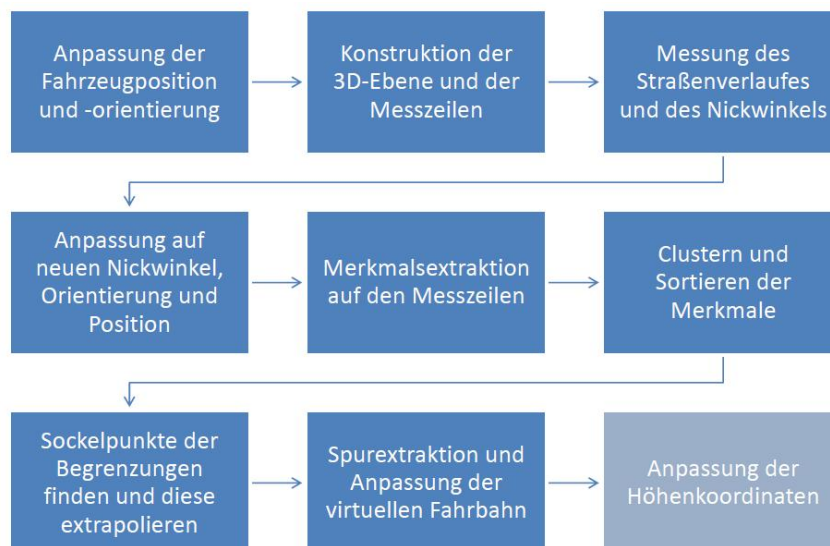 Anpassung der
Fahrzeugposition
und -orientierung
Konstruktion der
3D-Ebene und der
Messzeilen
Messung des
Straßenverlaufes
und des Nickwinkels
Anpassung auf
neuen Nickwinkel,
Orientierung und
Position
Merkmalsextraktion
auf den Messzeilen
Clustern und
Sortieren der
Merkmale
Sockelpunkte der
Begrenzungen
finden und diese
extrapolieren
Spurextraktion und
Anpassung der
virtuellen Fahrbahn
Anpassung der
Höhenkoordinaten